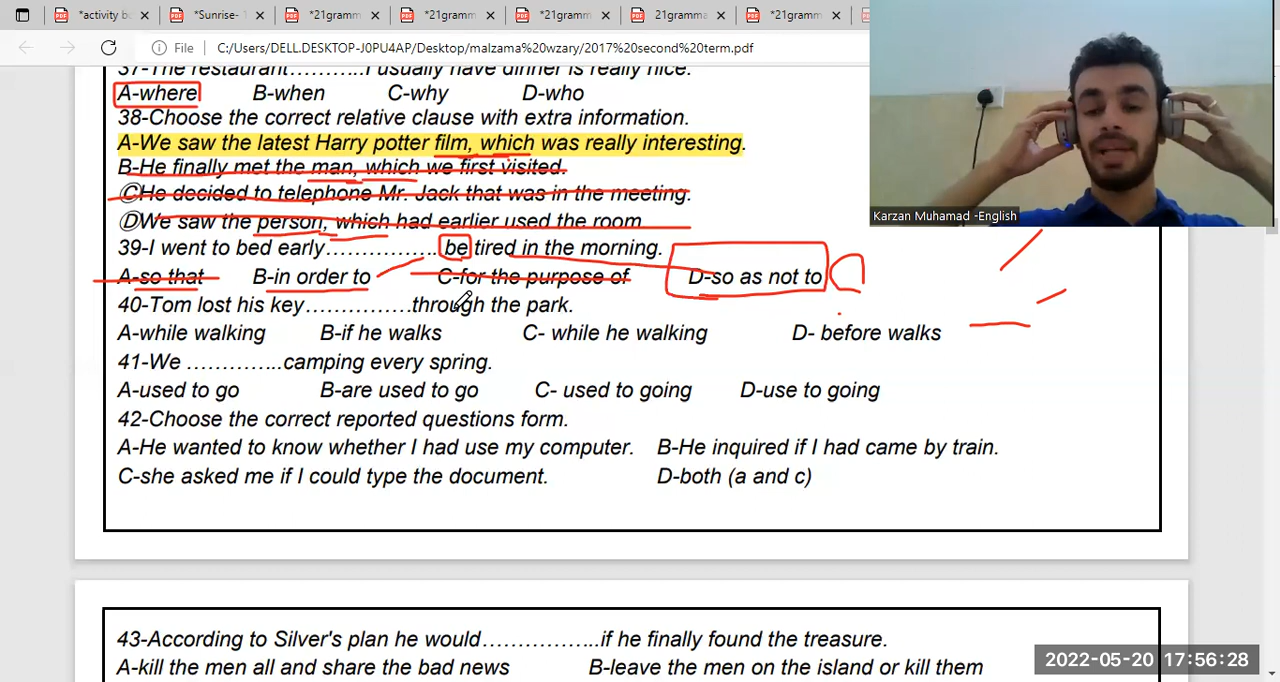 *activity b
*Sunrise-
*21gramm
*21gramm
*21gramm
21gramma
*21gramm
File C:/Users/DELL.DESKTOP-J0PU4AP/Desktop/malzama%20wzary/2017%20second%20term.pdf
37-The restaurant………..I usually have dinner is really nice.
A-where B-when C-why D-who
38-Choose the correct relative clause with extra information.
A-We saw the latest Harry potter film, which was really interesting.
B-He finally met the man, which we first visited.
ⒸHe decided to telephone Mr. Jack that was in the meeting.
ⒹWe saw the person, which had earlier used the room
39-I went to bed early…………….. be tired in the morning.
A-so that B-in order to C-for the purpose of D-so as not to
40-Tom lost his key…………….through the park.
A-while walking B-if he walks C- while he walking D- before walks
41-We …………..camping every spring.
A-used to go B-are used to go C- used to going D-use to going
42-Choose the correct reported questions form.
A-He wanted to know whether I had use my computer. B-He inquired if I had came by train.
C-she asked me if I could type the document. D-both (a and c)
43-According to Silver's plan he would……………..if he finally found the treasure.
A-kill the men all and share the bad news B-leave the men on the island or kill them
Karzan Muhamad -English
2022-05-20 17:56:28